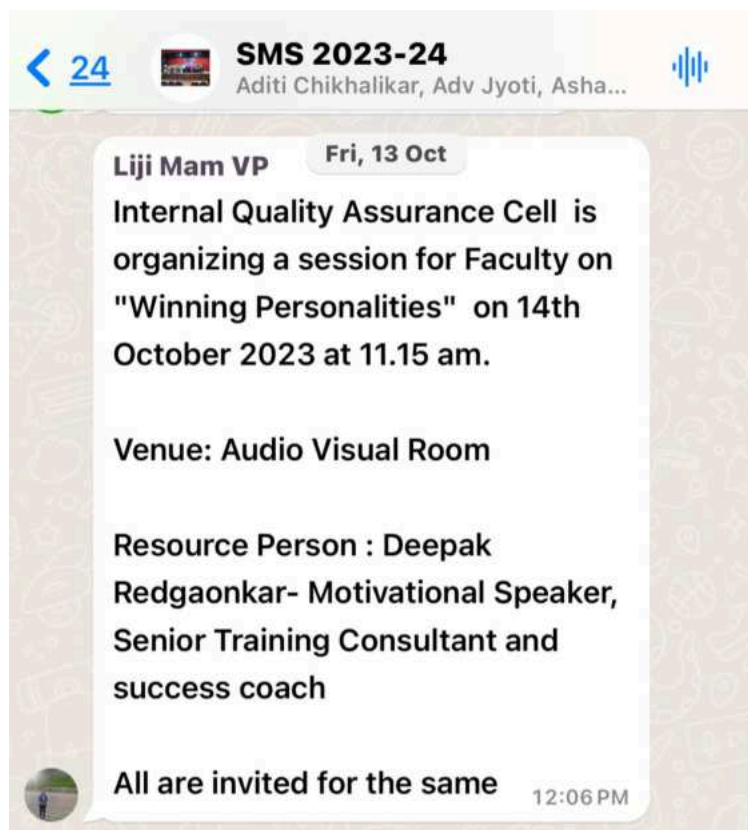 24
SMS 2023-24
Aditi Chikhalikar, Adv Jyoti, Asha...
Fri, 13 Oct
Liji Mam VP
Internal Quality Assurance Cell  is
organizing a session for Faculty on
"Winning Personalities"  on 14th
October 2023 at 11.15 am.
Venue: Audio Visual Room
Resource Person : Deepak
Redgaonkar- Motivational Speaker,
Senior Training Consultant and
success coach
All are invited for the same
12:06 PM